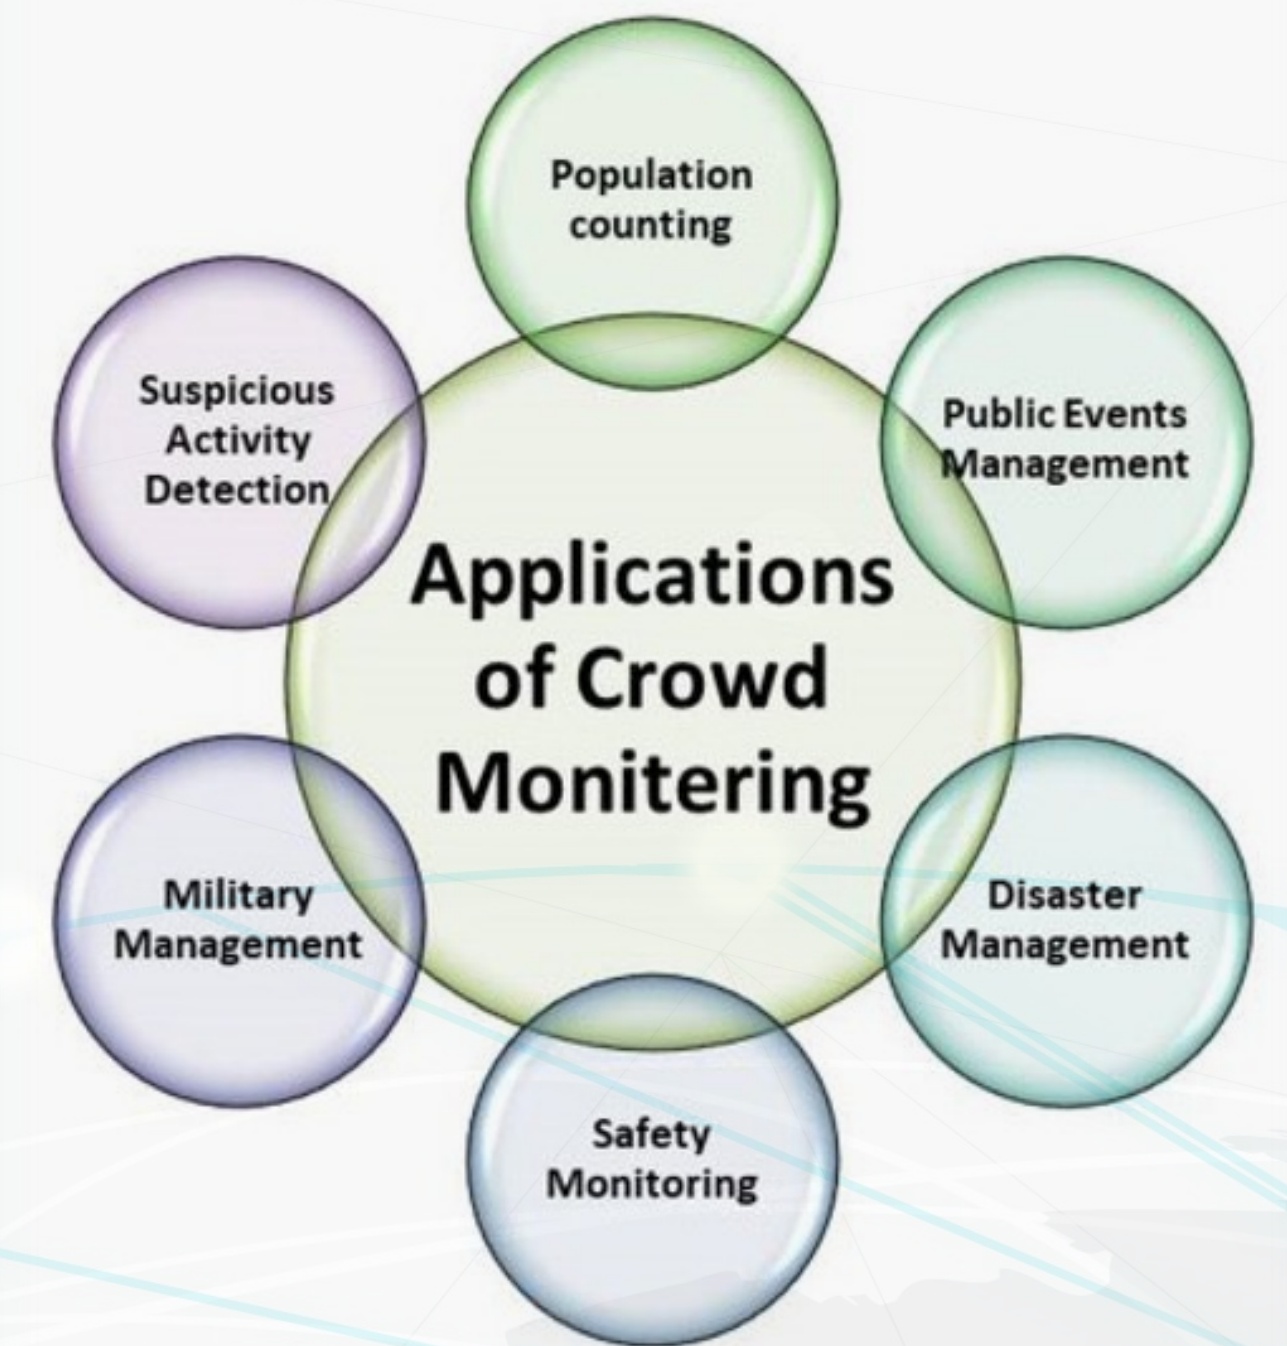 Population
counting
Public Events
Management
Disaster
Management
Safety
Monitoring
Military
Management
Suspicious
Activity
Detection
Applications
of Crowd
Monitering